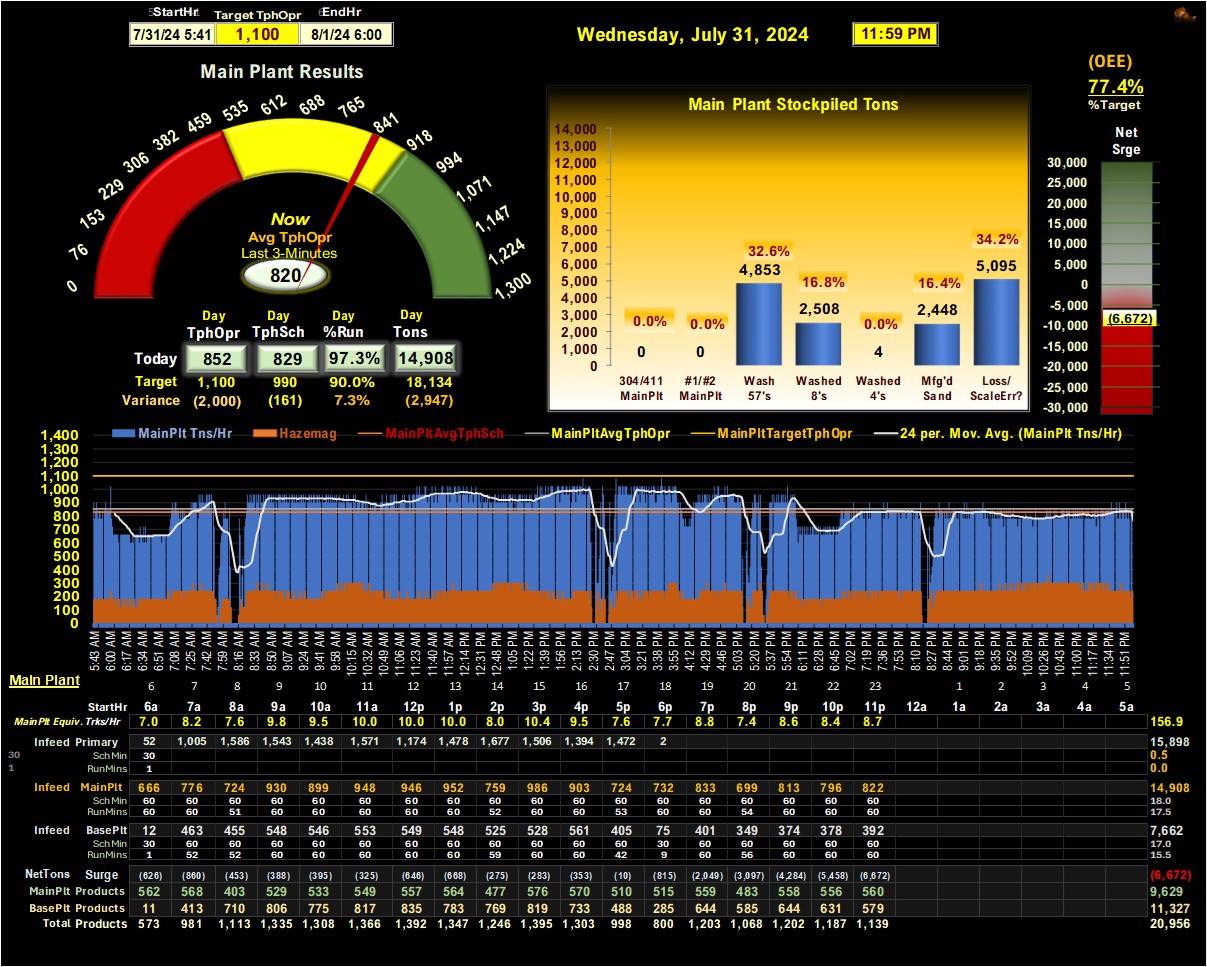 StartHr Target TphOpr EndHr
7/31/24 5:41 1,100 8/1/24 6:00
Wednesday, July 31, 2024 11:59 PM
(OEE)
77.4%
%Target
Main Plant Results
0 76 153 229 306 382 459 535 612 688 765 841 918 994 1,071 1,147 1,224 1,300
Now
Avg TphOpr
Last 3-Minutes
820
Day Day Day Day
TphOpr TphSch %Run Tons
Today 852 829 97.3% 14,908
Target 1,100 990 90.0% 18,134
Variance (2,000) (161) 7.3% (2,947)
Main Plant Stockpiled Tons
14,000
13,000
12,000
11,000
10,000
9,000
8,000
7,000
6,000
5,000
4,000
3,000
2,000
1,000
0
0.0% 0.0% 32.6% 16.8% 0.0% 16.4% 34.2%
0 0 4,853 2,508 4 2,448 5,095
304/411 #1/#2 Wash Washed Washed Mfg'd Loss/
MainPlt MainPlt 57's 8's 4's Sand ScaleErr?
Net
Srge
30,000
25,000
20,000
15,000
10,000
5,000
0
-5,000
(6,672)
-10,000
-15,000
-20,000
-25,000
-30,000
MainPlt Tns/Hr Hazemag MainPltAvgTphSch MainPltAvgTphOpr MainPltTargetTphOpr 24 per. Mov. Avg. (MainPlt Tns/Hr)
1,400
1,300
1,200
1,100
1,000
900
800
700
600
500
400
300
200
100
0
5:43 AM 6:00 AM 6:17 AM 6:34 AM 6:51 AM 7:08 AM 7:25 AM 7:42 AM 7:59 AM 8:16 AM 8:33 AM 8:50 AM 9:07 AM 9:24 AM 9:41 AM 9:58 AM 10:15 AM 10:32 AM 10:49 AM 11:06 AM 11:23 AM 11:40 AM 11:57 AM 12:14 PM 12:31 PM 12:48 PM 1:05 PM 1:22 PM 1:39 PM 1:56 PM 2:13 PM 2:30 PM 2:47 PM 3:04 PM 3:21 PM 3:38 PM 3:55 PM 4:12 PM 4:29 PM 4:46 PM 5:03 PM 5:20 PM 5:37 PM 5:54 PM 6:11 PM 6:28 PM 6:45 PM 7:02 PM 7:19 PM 7:36 PM 7:53 PM 8:10 PM 8:27 PM 8:44 PM 9:01 PM 9:18 PM 9:35 PM 9:52 PM 10:09 PM 10:26 PM 10:43 PM 11:00 PM 11:17 PM 11:34 PM 11:51 PM
Main Plant 6 7 8 9 10 11 12 13 14 15 16 17 18 19 20 21 22 23 1 2 3 4 5
StartHr 6a 7a 8a 9a 10a 11a 12p 1p 2p 3p 4p 5p 6p 7p 8p 9p 10p 11p 12a 1a 2a 3a 4a 5a
MainPlt Equiv. Trks/Hr 7.0 8.2 7.6 9.8 9.5 10.0 10.0 10.0 8.0 10.4 9.5 7.6 7.7 8.8 7.4 8.6 8.4 8.7 156.9
Infeed Primary 52 1,005 1,586 1,543 1,438 1,571 1,174 1,478 1,677 1,506 1,394 1,472 2 15,898
30 SchMin 30 0.5
1 RunMins 1 0.0
Infeed MainPlt 666 776 724 930 899 948 946 952 759 986 903 724 732 833 699 813 796 822 14,908
SchMin 60 60 60 60 60 60 60 60 60 60 60 60 60 60 60 60 60 60 18.0
RunMins 60 60 51 60 60 60 60 60 52 60 60 53 60 60 54 60 60 60 17.5
Infeed BasePlt 12 463 455 548 546 553 549 548 525 528 561 405 75 401 349 374 378 392 7,662
SchMin 30 60 60 60 60 60 60 60 60 60 60 60 30 60 60 60 60 60 17.0
RunMins 1 52 52 60 60 60 60 60 59 60 60 42 9 60 56 60 60 60 15.5
NetTons Surge (626) (860) (453) (388) (395) (325) (646) (668) (275) (283) (353) (10) (815) (2,049) (3,097) (4,284) (5,458) (6,672) (6,672)
MainPlt Products 562 568 403 529 533 549 557 564 477 576 570 510 515 559 483 558 556 560 9,629
BasePlt Products 11 413 710 806 775 817 835 783 769 819 733 488 285 644 585 644 631 579 11,327
Total Products 573 981 1,113 1,335 1,308 1,366 1,392 1,347 1,246 1,395 1,303 998 800 1,203 1,068 1,202 1,187 1,139 20,956